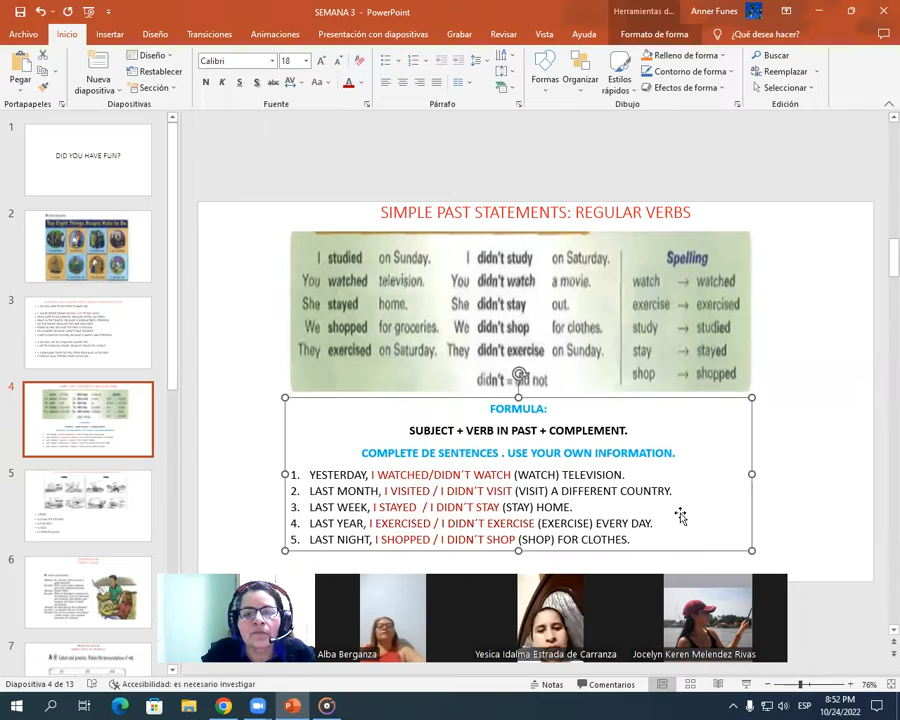 SEMANA 3 - PowerPoint
Herramientas d...
Anner Funes
Archivo Inicio Insertar Diseño Transiciones Animaciones Presentación con diapositivas Grabar Revisar Vista Ayuda Formato de forma ¿Qué desea hacer?
Pegar
Nueva diapositiva
Diseño
Restablecer
Sección
Calibri 18
N K S abc AV Aa A
Formas
Organizar
Estilos rápidos
Relleno de forma
Contorno de forma
Efectos de forma
Buscar
Reemplazar
Seleccionar
Portapapeles Diapositivas Fuente Párrafo Dibujo Edición
1
DID YOU HAVE FUN?
2
3
4
5
6
7
SIMPLE PAST STATEMENTS: REGULAR VERBS
I studied on Sunday. I didn't study on Saturday. Spelling
You watched television. You didn't watch a movie. watch → watched
She stayed home. She didn't stay out. exercise → exercised
We shopped for groceries. We didn't shop for clothes. study → studied
They exercised on Saturday. They didn't exercise on Sunday. stay → stayed
didn't = did not shop → shopped
FORMULA:
SUBJECT + VERB IN PAST + COMPLEMENT.
COMPLETE DE SENTENCES . USE YOUR OWN INFORMATION.
1. YESTERDAY, I WATCHED/DIDN´T WATCH (WATCH) TELEVISION.
2. LAST MONTH, I VISITED / I DIDN´T VISIT (VISIT) A DIFFERENT COUNTRY.
3. LAST WEEK, I STAYED / I DIDN´T STAY (STAY) HOME.
4. LAST YEAR, I EXERCISED / I DIDN´T EXERCISE (EXERCISE) EVERY DAY.
5. LAST NIGHT, I SHOPPED / I DIDN´T SHOP (SHOP) FOR CLOTHES.
Alba Berganza
Yesica Idalma Estrada de Carranza
Jocelyn Keren Melendez Rivas
Diapositiva 4 de 13
Accesibilidad: es necesario investigar
Notas
Comentarios
76%
ESP
8:52 PM
10/24/2022